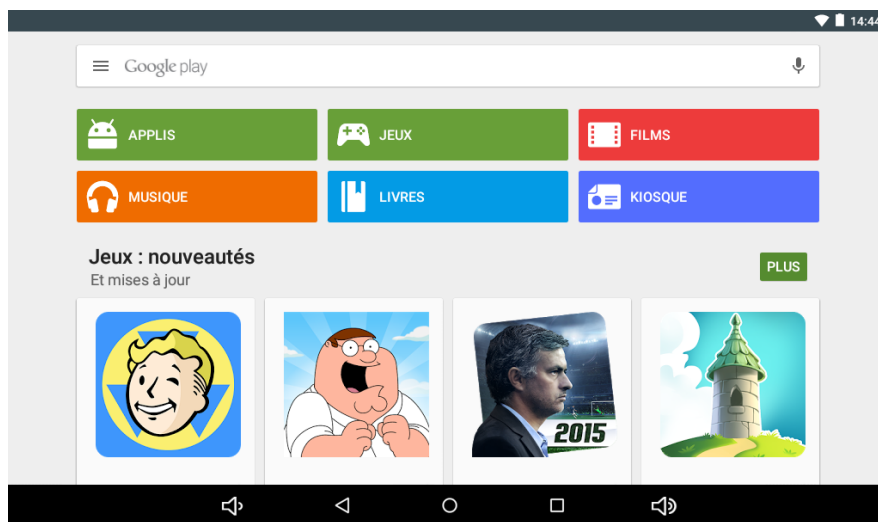 14:44
Google play
APPLIS
JEUX
FILMS
MUSIQUE
LIVRES
KIOSQUE
Jeux : nouveautés
Et mises à jour
PLUS
2015